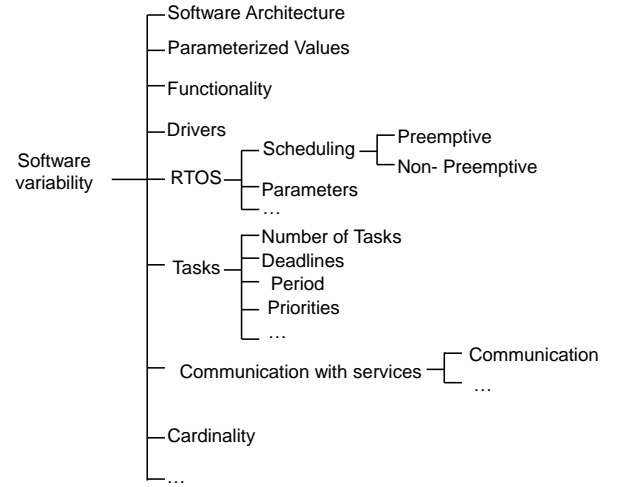 Software Architecture
Parameterized Values
Functionality
Drivers
Software
variability
RTOS
Scheduling
Preemptive
Non- Preemptive
Parameters
…
Tasks
Number of Tasks
Deadlines
Period
Priorities
…
Communication with services
Communication
…
Cardinality
…